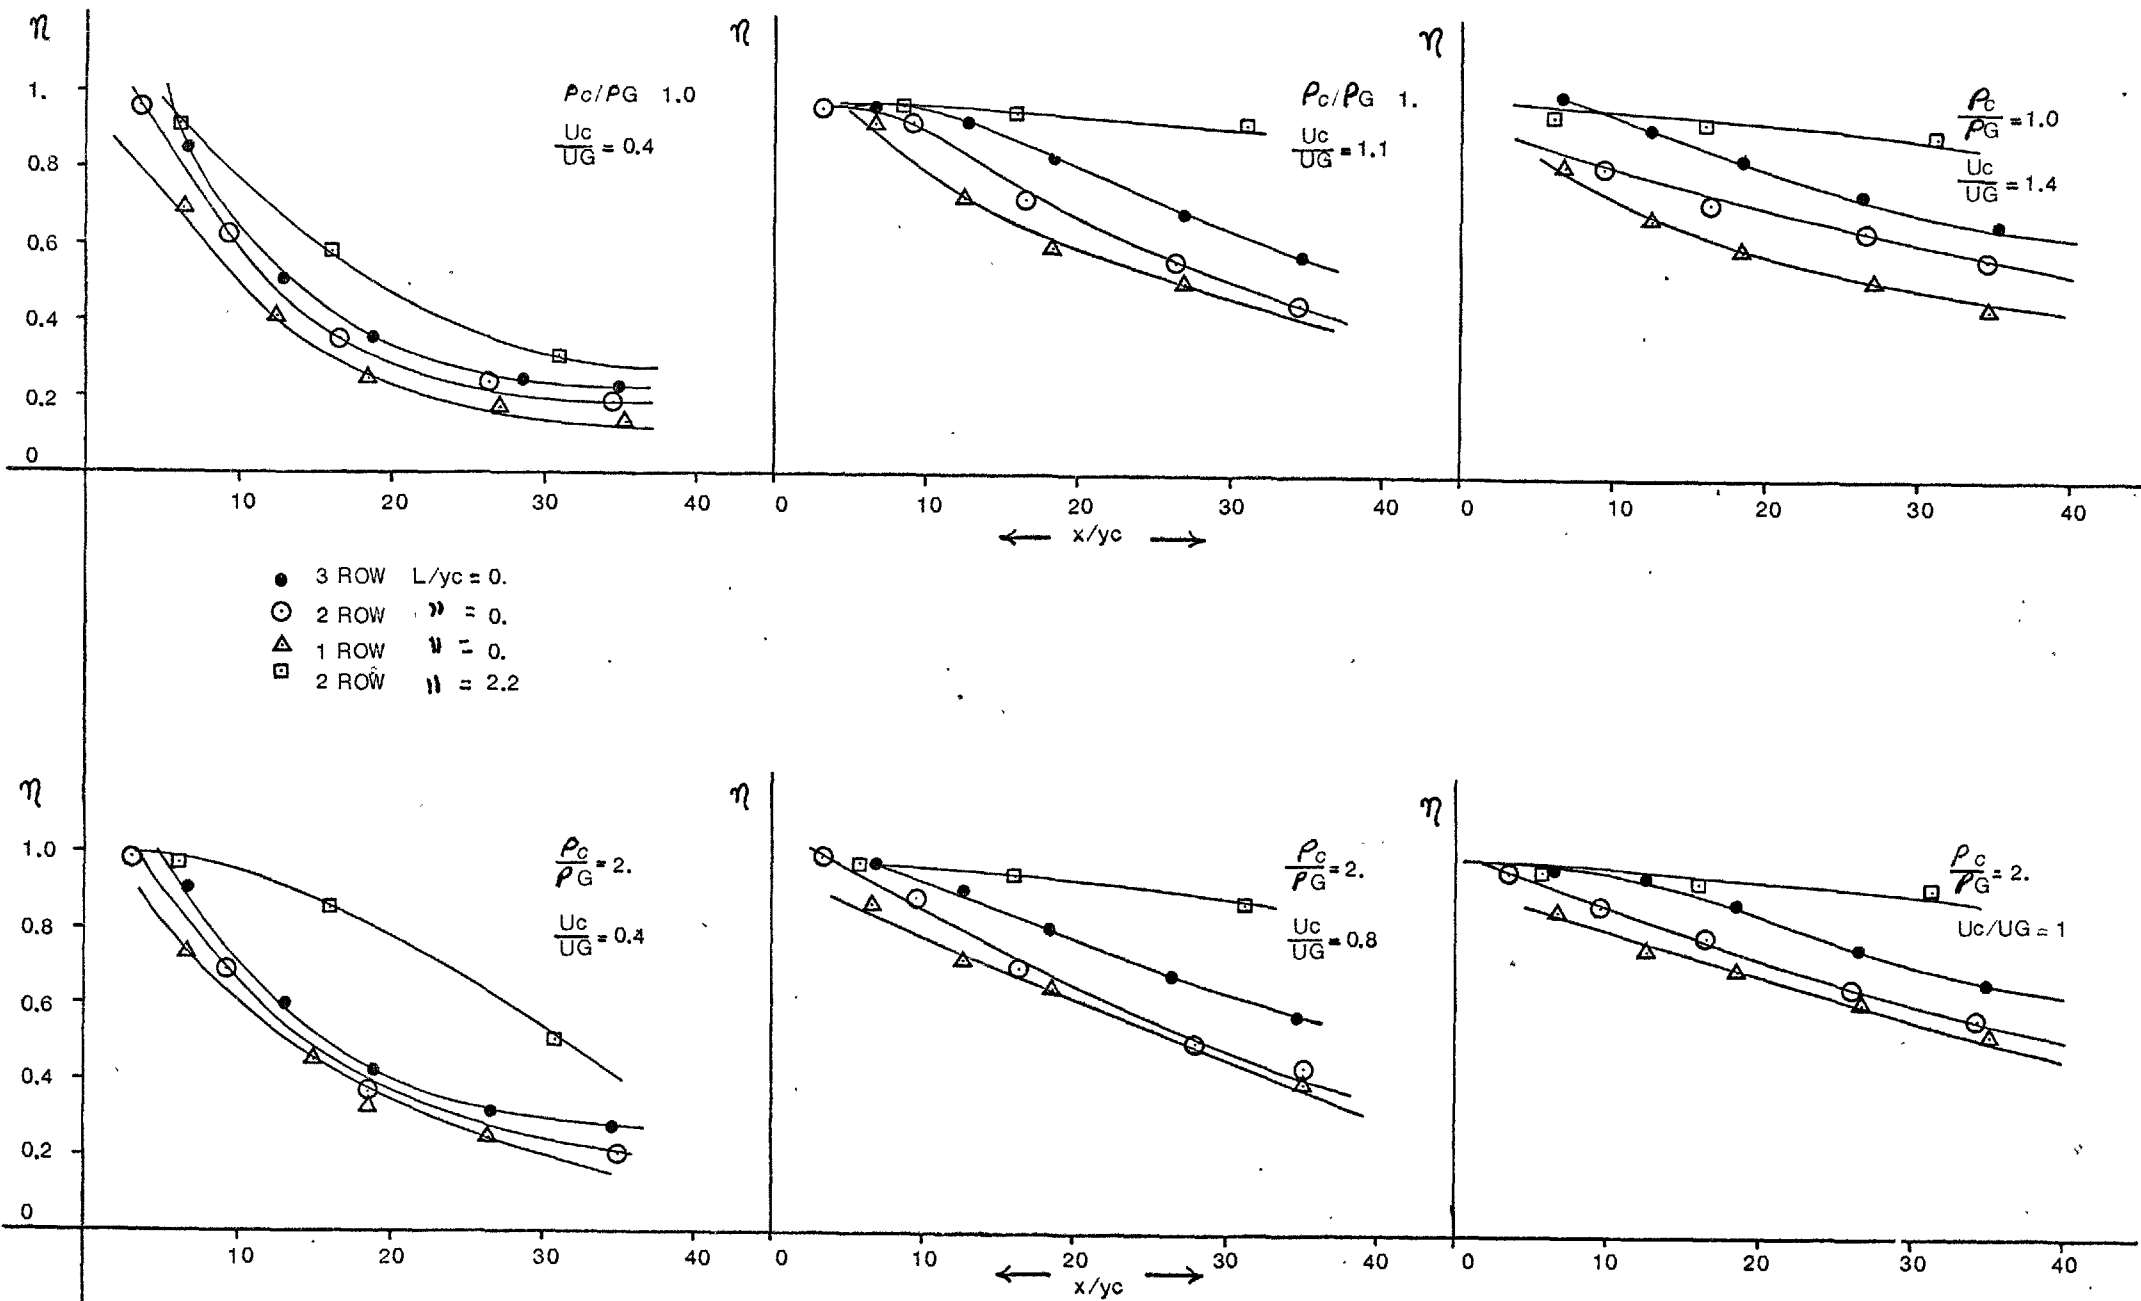 η
1.
0.8
0.6
0.4
0.2
0
10 20 30 40
ρc/ρG 1.0
Uc/UG = 0.4
η
0 10 20 30 40
ρc/ρG 1.
Uc/UG = 1.1
← x/yc →
η
0 10 20 30 40
ρc/ρG = 1.0
Uc/UG = 1.4
● 3 ROW L/yc = 0.
⊙ 2 ROW " = 0.
△ 1 ROW " = 0.
⊡ 2 ROW " = 2.2
η
1.0
0.8
0.6
0.4
0.2
0
10 20 30 40
ρc/ρG = 2.
Uc/UG = 0.4
η
0 10 20 30 40
ρc/ρG = 2.
Uc/UG = 0.8
← x/yc →
η
0 10 20 30 40
ρc/ρG = 2.
Uc/UG = 1